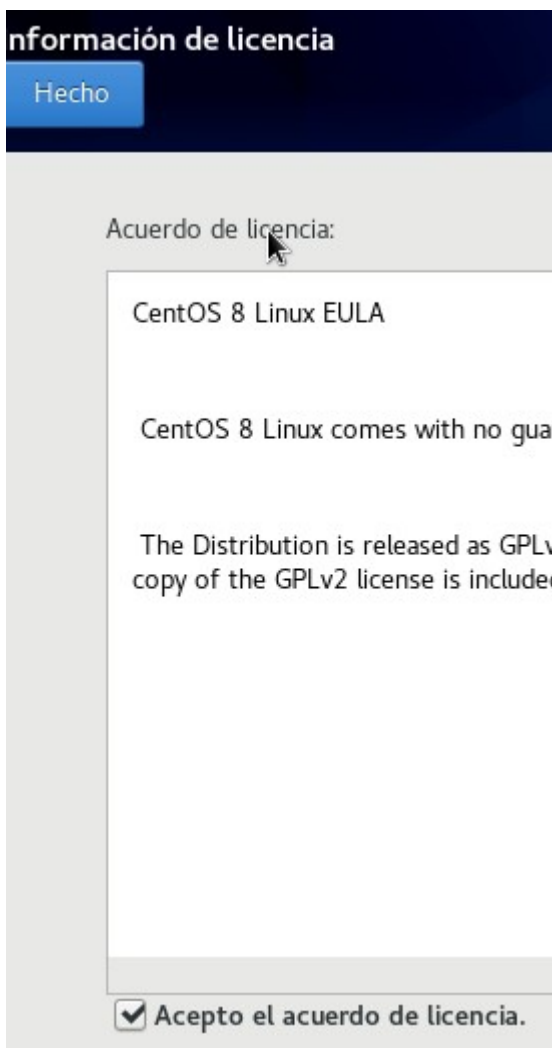 nformación de licencia
Hecho
Acuerdo de licencia:
CentOS 8 Linux EULA
CentOS 8 Linux comes with no gua
The Distribution is released as GPLv
copy of the GPLv2 license is include
Acepto el acuerdo de licencia.